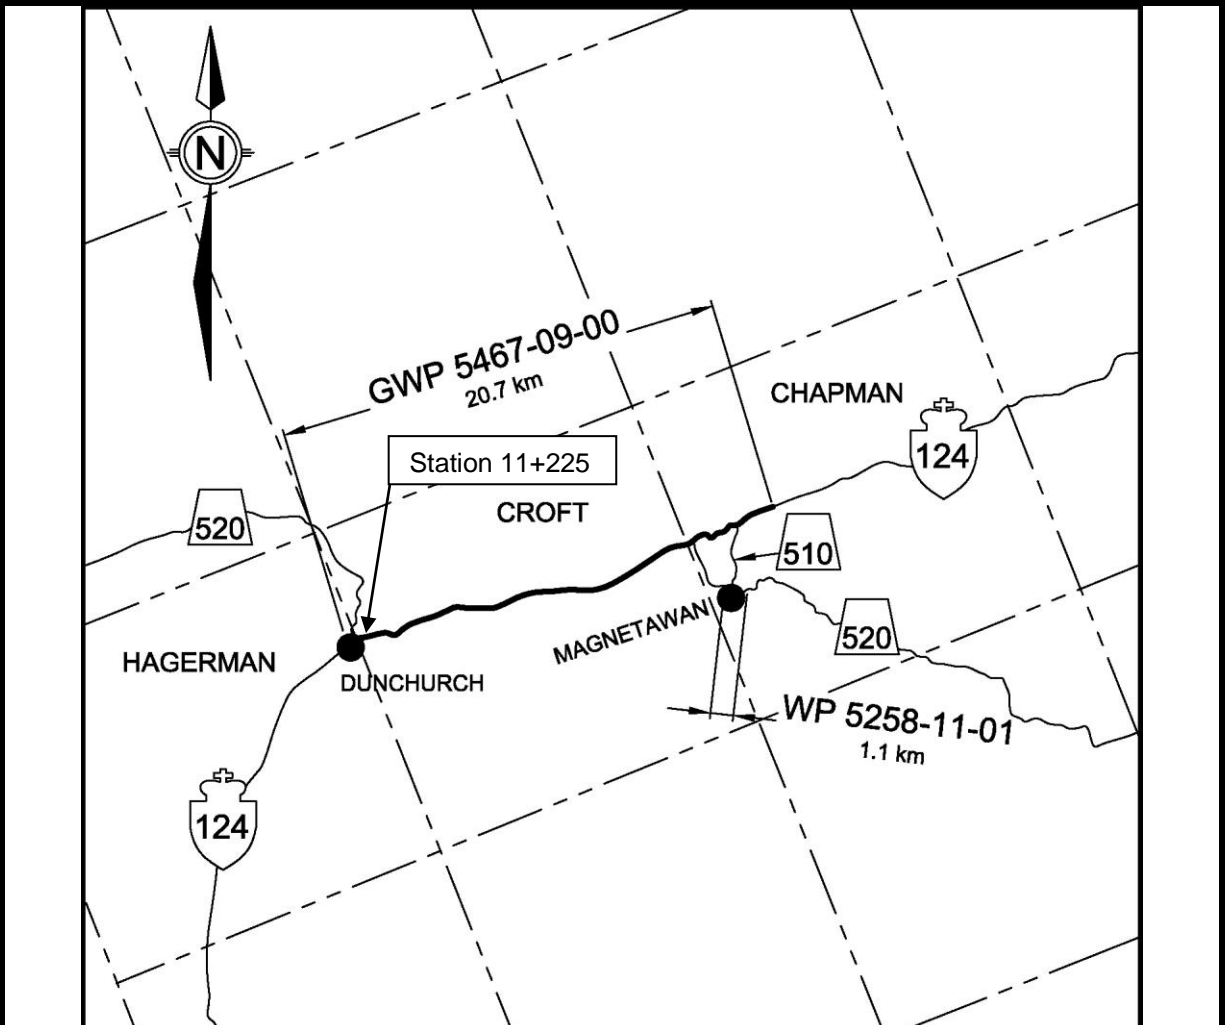 N
GWP 5467-09-00
20.7 km
CHAPMAN
124
Station 11+225
CROFT
520
510
MAGNETAWAN
520
HAGERMAN
DUNCHURCH
WP 5258-11-01
1.1 km
124